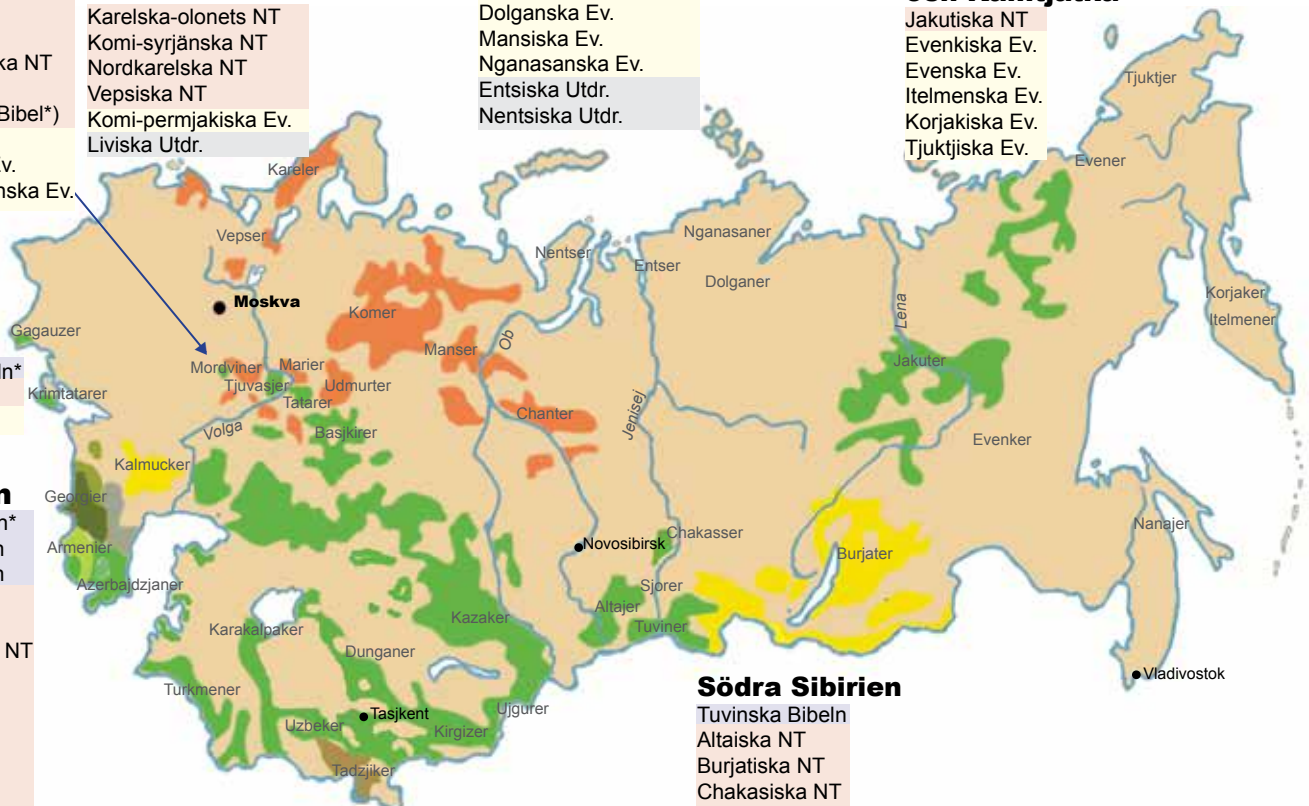 ka NT
Bibel*)
Ev.
nska Ev.
Karelska-olonets NT
Komi-syrjänska NT
Nordkarelska NT
Vepsiska NT
Komi-permjakiska Ev.
Liviska Utdr.
Dolganska Ev.
Mansiska Ev.
Nganasanska Ev.
Entsiska Utdr.
Nentsiska Utdr.
Jakutiska NT
Evenkiska Ev.
Evenska Ev.
Itelmenska Ev.
Korjakiska Ev.
Tjuktjiska Ev.
Tjuktjer
Evener
Kareler
Vepser
Nentser
Entser
Nganasaner
Dolganer
Moskva
Komer
Lena
Korjaker
Itelmener
Gagauzer
Manser
Ob
Jakuter
ln*
Krimtatarer
Mordviner
Marier
Tjuvasjer
Udmurter
Tatarer
Chanter
Jenisej
Volga
Basjkirer
Evenker
Kalmucker
Georgier
n
n*
n
n
Armenier
Azerbajdzjaner
Novosibirsk
Chakasser
Burjater
Nanajer
Sjorer
Altajer
Tuviner
Karakalpaker
Kazaker
Dunganer
NT
Turkmener
Uzbeker
Tasjkent
Ujgurer
Kirgizer
Tadzjiker
Vladivostok
Södra Sibirien
Tuvinska Bibeln
Altaiska NT
Burjatiska NT
Chakasiska NT